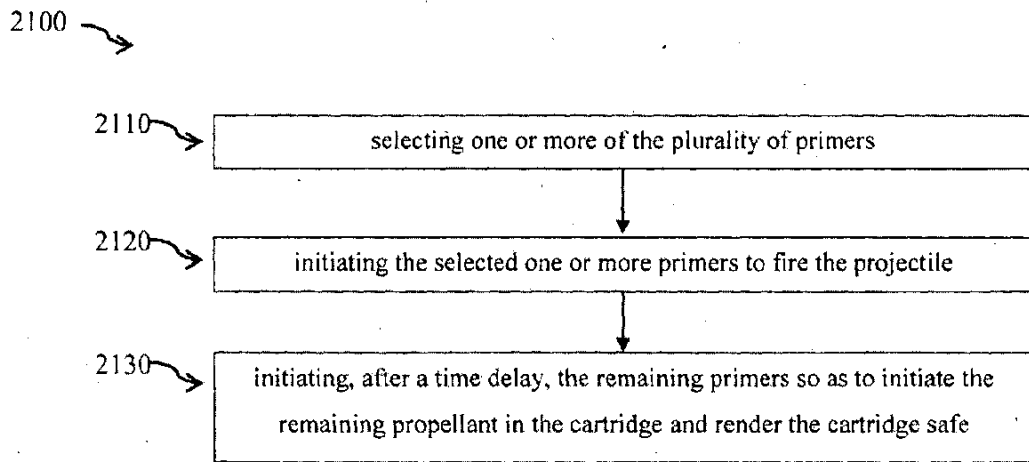 2100
2110
selecting one or more of the plurality of primers
2120
initiating the selected one or more primers to fire the projectile
2130
initiating, after a time delay, the remaining primers so as to initiate the
remaining propellant in the cartridge and render the cartridge safe